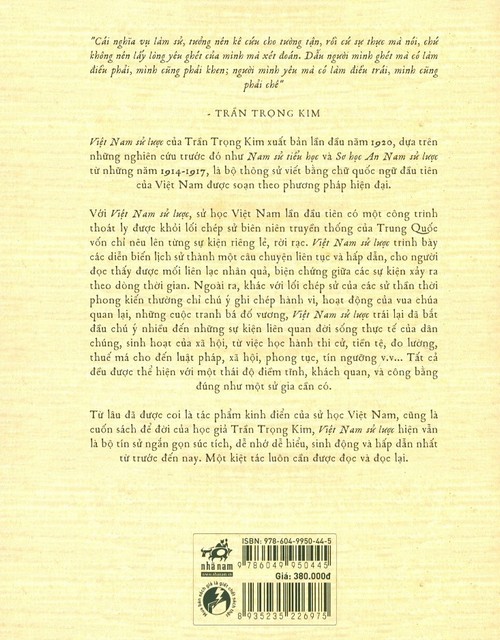 "Cái nghĩa vụ làm sử, tưởng nên kê cứu cho tường tận, rồi cứ sự thực mà nói, chứ
không nên lấy lòng yêu ghét của mình mà xét đoán. Dẫu người mình ghét mà có làm
điều phải, mình cũng phải khen; người mình yêu mà có làm điều trái, mình cũng
phải chê"
- TRẦN TRỌNG KIM
Việt Nam sử lược của Trần Trọng Kim xuất bản lần đầu năm 1920, dựa trên
những nghiên cứu trước đó như Nam sử tiểu học và Sơ học An Nam sử lược
từ những năm 1914-1917, là bộ thông sử viết bằng chữ quốc ngữ đầu tiên
của Việt Nam được soạn theo phương pháp hiện đại.
Với Việt Nam sử lược, sử học Việt Nam lần đầu tiên có một công trình
thoát ly được khỏi lối chép sử biên niên truyền thống của Trung Quốc
vốn chỉ nêu lên từng sự kiện riêng lẻ, rời rạc. Việt Nam sử lược trình bày
các diễn biến lịch sử thành một câu chuyện liên tục và hấp dẫn, cho người
đọc thấy được mối liên lạc nhân quả, biện chứng giữa các sự kiện xảy ra
theo dòng thời gian. Ngoài ra, khác với lối chép sử của các sử thần thời
phong kiến thường chỉ chú ý ghi chép hành vi, hoạt động của vua chúa
quan lại, những cuộc tranh bá đồ vương, Việt Nam sử lược trái lại đã bắt
đầu chú ý nhiều đến những sự kiện liên quan đời sống thực tế của dân
chúng, sinh hoạt của xã hội, từ việc học hành thi cử, tiền tệ, đo lường,
thuế má cho đến luật pháp, xã hội, phong tục, tín ngưỡng v.v... Tất cả
đều được thể hiện với một thái độ điềm tĩnh, khách quan, và công bằng
đúng như một sử gia cần có.
Từ lâu đã được coi là tác phẩm kinh điển của sử học Việt Nam, cũng là
cuốn sách để đời của học giả Trần Trọng Kim, Việt Nam sử lược hiện vẫn
là bộ tín sử ngắn gọn súc tích, dễ nhớ dễ hiểu, sinh động và hấp dẫn nhất
từ trước đến nay. Một kiệt tác luôn cần được đọc và đọc lại.
ISBN: 978-604-9950-44-5
nhã nam
www.nhanam.vn
9 786049 950445
Giá: 380.000đ
8 935235 226975